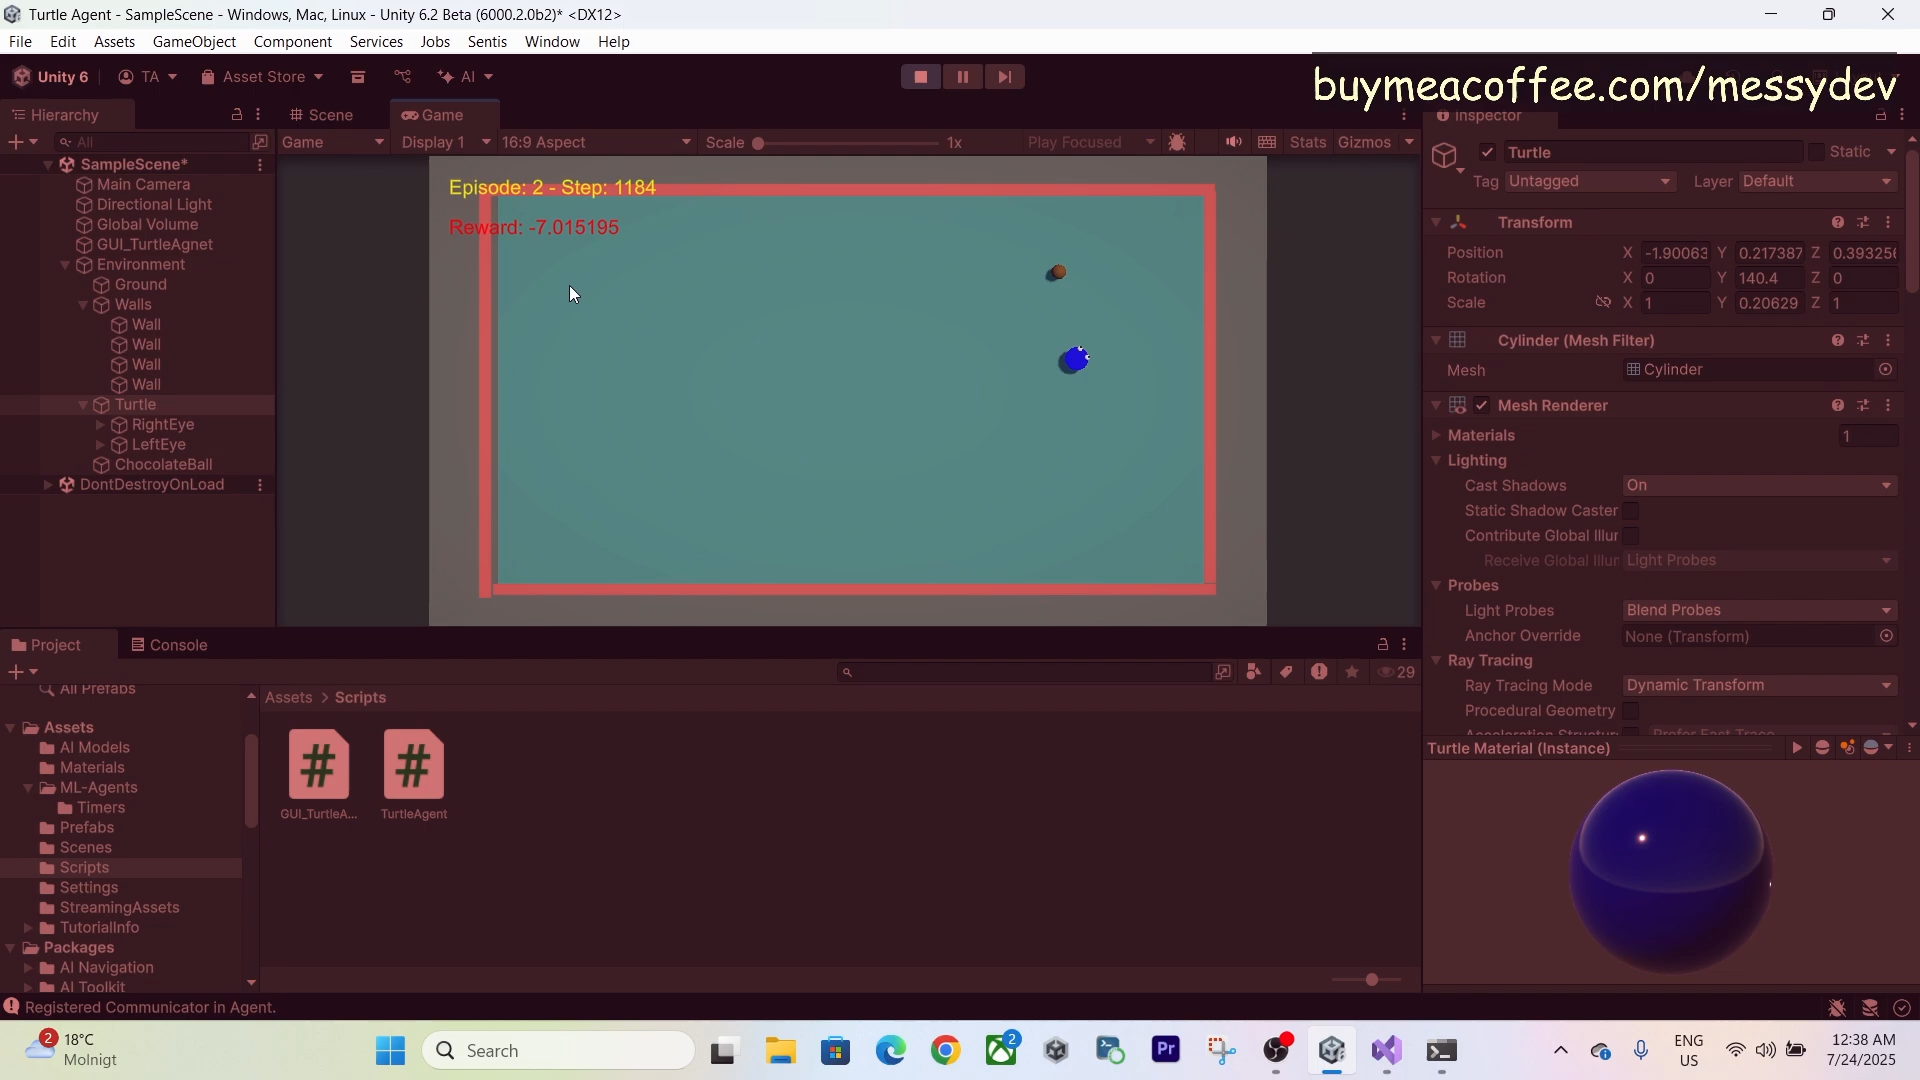 Turtle Agent - SampleScene - Windows, Mac, Linux - Unity 6.2 Beta (6000.2.0b2)* <DX12>
File Edit Assets GameObject Component Services Jobs Sentis Window Help
Unity 6 TA Asset Store AI
buymeacoffee.com/messydev
Hierarchy
Scene
Game
Inspector
All
Game
Display 1
16:9 Aspect
Scale
1x
Play Focused
Stats
Gizmos
SampleScene*
Main Camera
Directional Light
Global Volume
GUI_TurtleAgnet
Environment
Ground
Walls
Wall
Wall
Wall
Wall
Turtle
RightEye
LeftEye
ChocolateBall
DontDestroyOnLoad
Episode: 2 - Step: 1184
Reward: -7.015195
Turtle
Static
Tag Untagged Layer Default
Transform
Position X -1.90063 Y 0.217387 Z 0.393256
Rotation X 0 Y 140.4 Z 0
Scale X 1 Y 0.20629 Z 1
Cylinder (Mesh Filter)
Mesh Cylinder
Mesh Renderer
Materials 1
Lighting
Cast Shadows On
Static Shadow Caster
Contribute Global Illur
Receive Global Illur Light Probes
Probes
Light Probes Blend Probes
Anchor Override None (Transform)
Ray Tracing
Ray Tracing Mode Dynamic Transform
Procedural Geometry
Turtle Material (Instance)
Project
Console
29
All Prefabs
Assets
AI Models
Materials
ML-Agents
Timers
Prefabs
Scenes
Scripts
Settings
StreamingAssets
TutorialInfo
Packages
AI Navigation
AI Toolkit
Assets > Scripts
GUI_TurtleA...
TurtleAgent
Registered Communicator in Agent.
2
18°C
Molnigt
Search
2
Pr
ENG
US
12:38 AM
7/24/2025